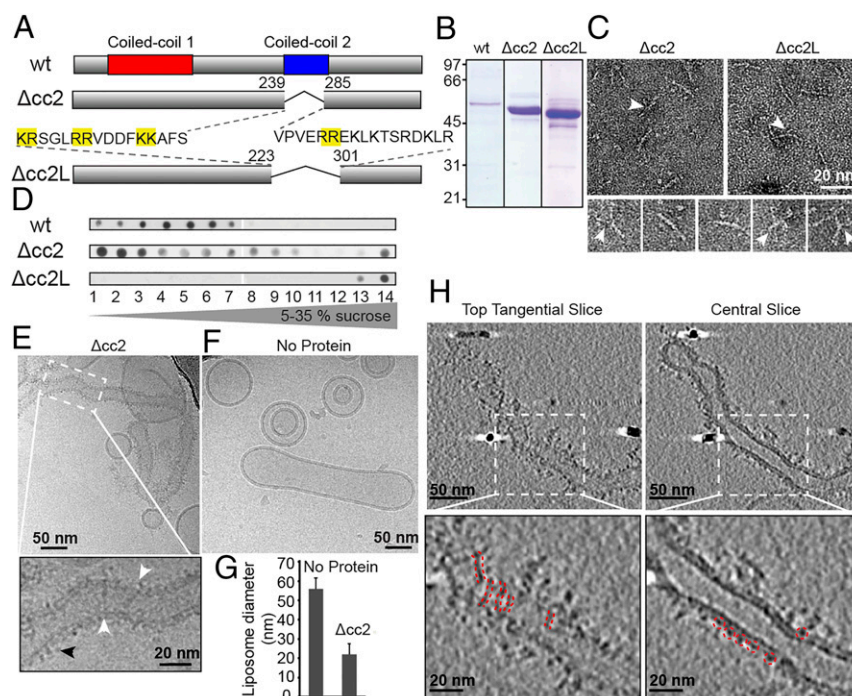 A
Coiled-coil 1 Coiled-coil 2
wt
239 285
Δcc2
KRSGLRRVDDFKKAFS VPVERREKLKTSRDKLR
223 301
Δcc2L
B
wt Δcc2 Δcc2L
97
66
45
31
21
C
Δcc2 Δcc2L
20 nm
D
wt
Δcc2
Δcc2L
1 2 3 4 5 6 7 8 9 10 11 12 13 14
5-35 % sucrose
E
Δcc2
50 nm
20 nm
F
No Protein
50 nm
G
No Protein
Δcc2
Liposome diameter
(nm)
70
60
50
40
30
20
10
0
H
Top Tangential Slice Central Slice
50 nm 50 nm
20 nm 20 nm